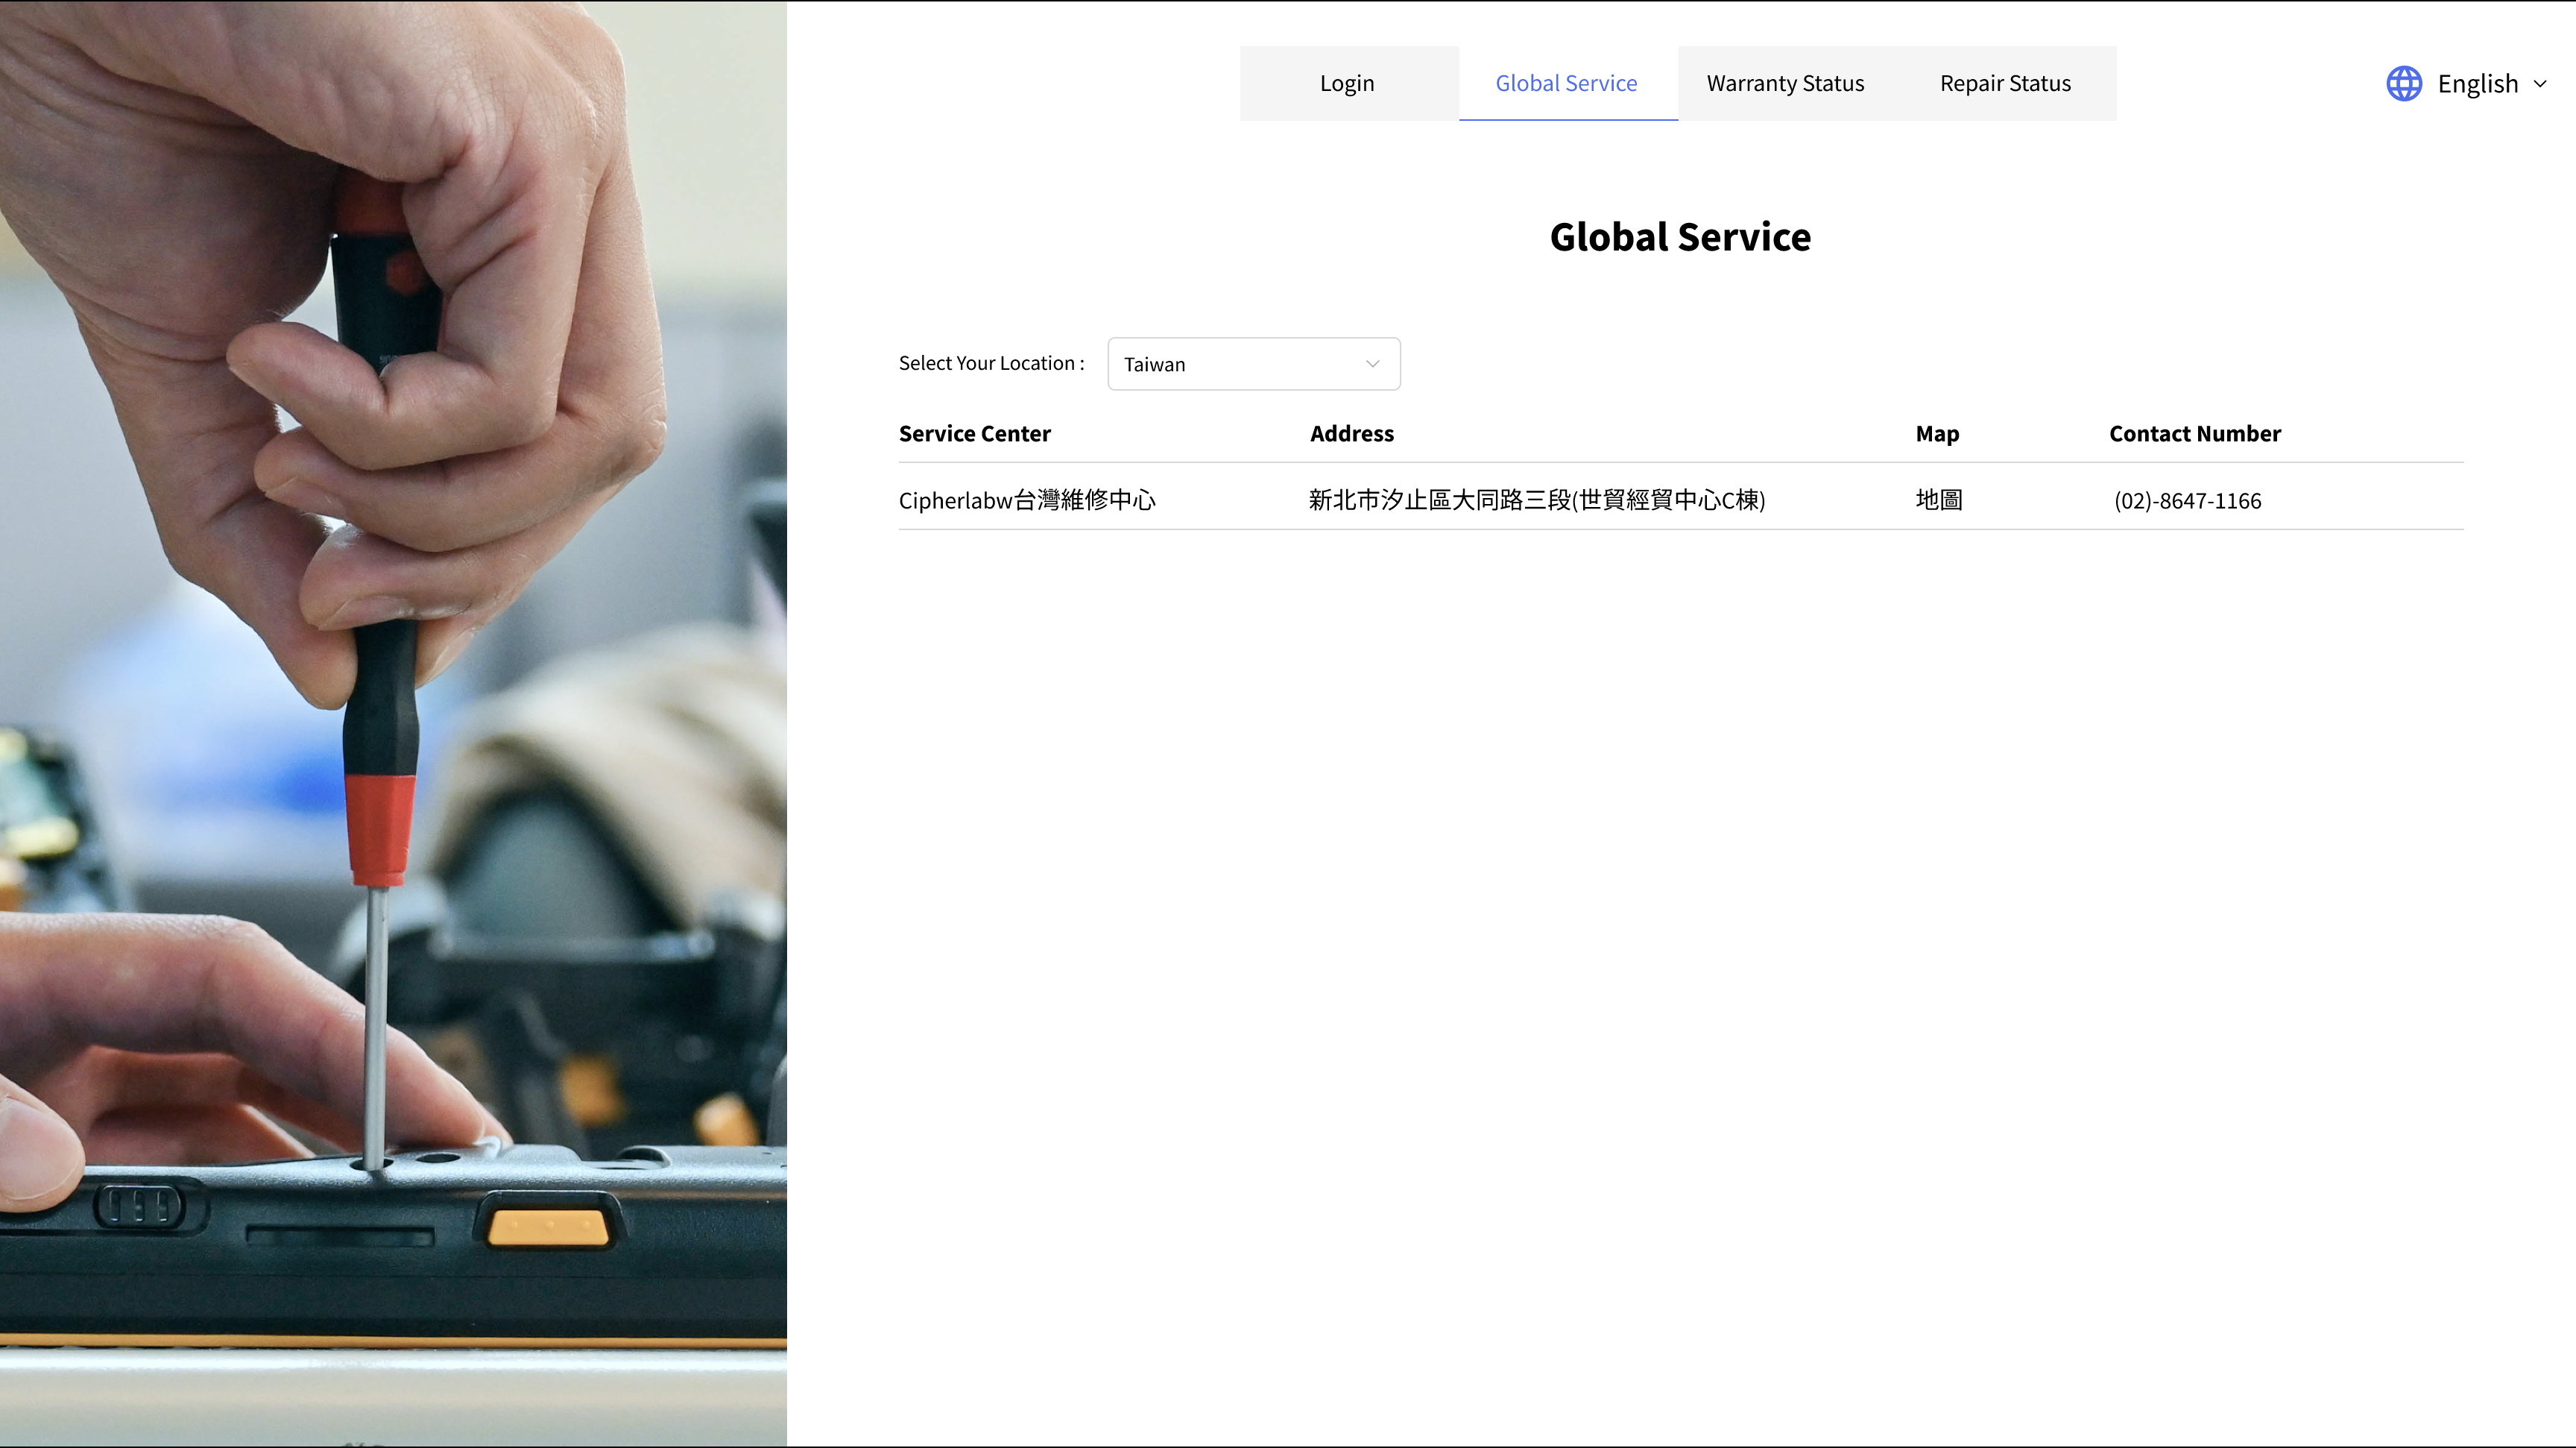 Login Global Service Warranty Status Repair Status English
Global Service
Select Your Location : Taiwan
Service Center Address Map Contact Number
Cipherlabw台灣維修中心 新北市汐止區大同路三段(世貿經貿中心C棟) 地圖 (02)-8647-1166